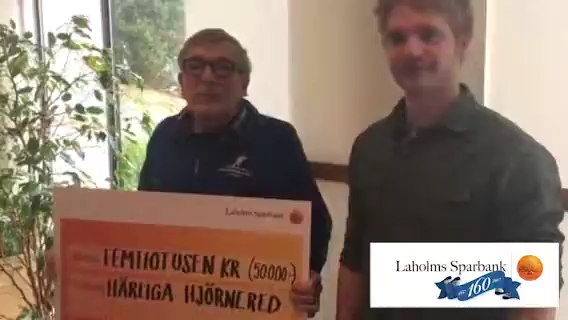 Laholms Sparbank
FEMTIOTUSEN KR (50000:-)
HÄRLIGA HJÖRNERED
Laholms Sparbank
160